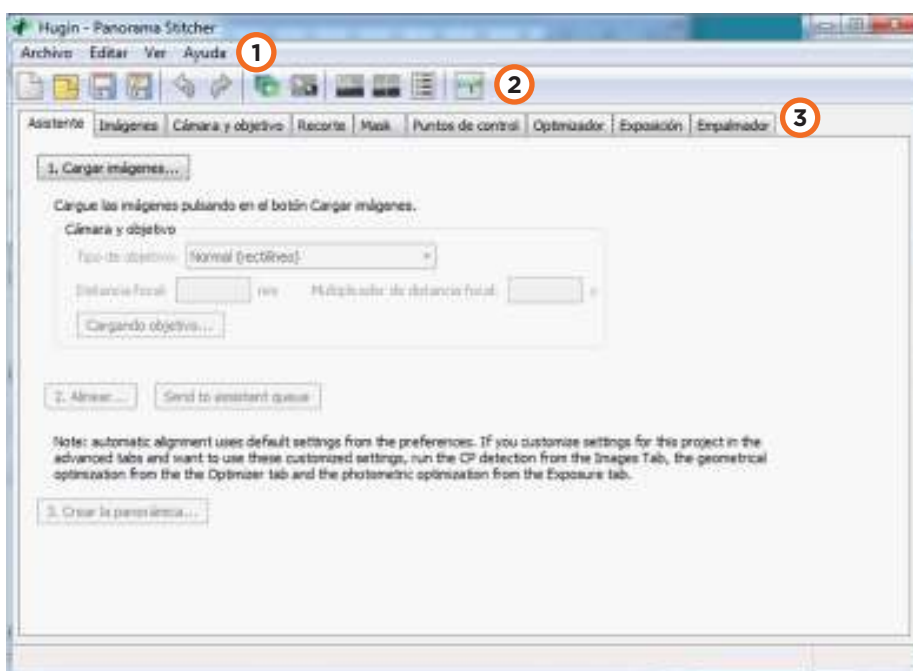 Hugin - Panorama Stitcher
Archivo Editar Ver Ayuda 1
2
Asistente Imágenes Cámara y objetivo Recorte Mask Puntos de control Optimizador Exposición Empalmador 3
1. Cargar imágenes...
Cargue las imágenes pulsando en el botón Cargar imágenes.
Cámara y objetivo
Tipo de objetivo: Normal (rectilíneo)
Distancia focal: mm Multiplicador de distancia focal: x
Cargando objetivo...
2. Alinear... Send to assistant queue
Note: automatic alignment uses default settings from the preferences. If you customize settings for this project in the
advanced tabs and want to use these customized settings, run the CP detection from the Images Tab, the geometrical
optimization from the the Optimizer tab and the photometric optimization from the Exposure tab.
3. Crear la panorámica...